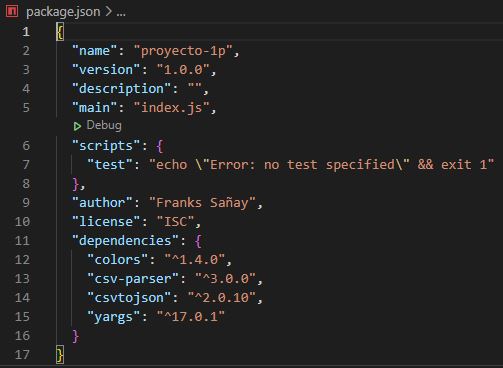 package.json > ...
1 {
2 "name": "proyecto-1p",
3 "version": "1.0.0",
4 "description": "",
5 "main": "index.js",
Debug
6 "scripts": {
7 "test": "echo \"Error: no test specified\" && exit 1"
8 },
9 "author": "Franks Sañay",
10 "license": "ISC",
11 "dependencies": {
12 "colors": "^1.4.0",
13 "csv-parser": "^3.0.0",
14 "csvtojson": "^2.0.10",
15 "yargs": "^17.0.1"
16 }
17 }